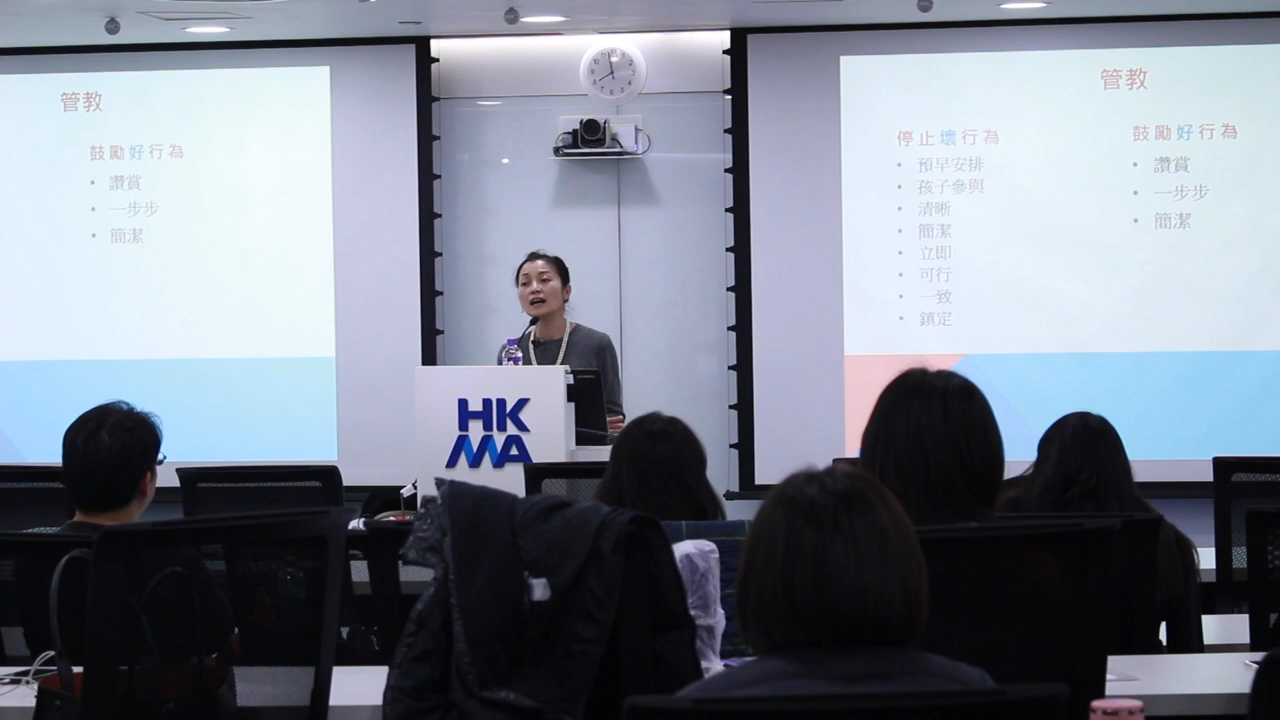 管教
鼓勵好行為
• 讚賞
• 一步步
• 簡潔
HK
MA
管教
停止壞行為
• 預早安排
• 孩子參與
• 清晰
• 簡潔
• 立即
• 可行
• 一致
• 鎮定
鼓勵好行為
• 讚賞
• 一步步
• 簡潔